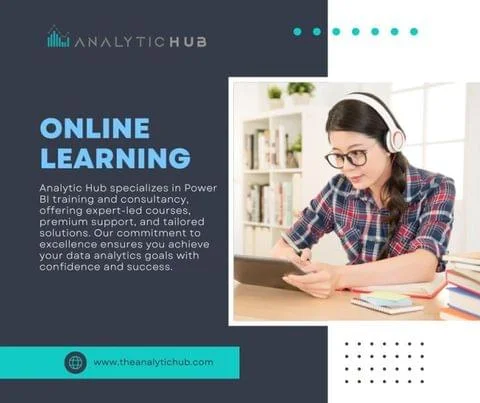 ANALYTICHUB
ONLINE
LEARNING
Analytic Hub specializes in Power
BI training and consultancy,
offering expert-led courses,
premium support, and tailored
solutions. Our commitment to
excellence ensures you achieve
your data analytics goals with
confidence and success.
www.theanalytichub.com